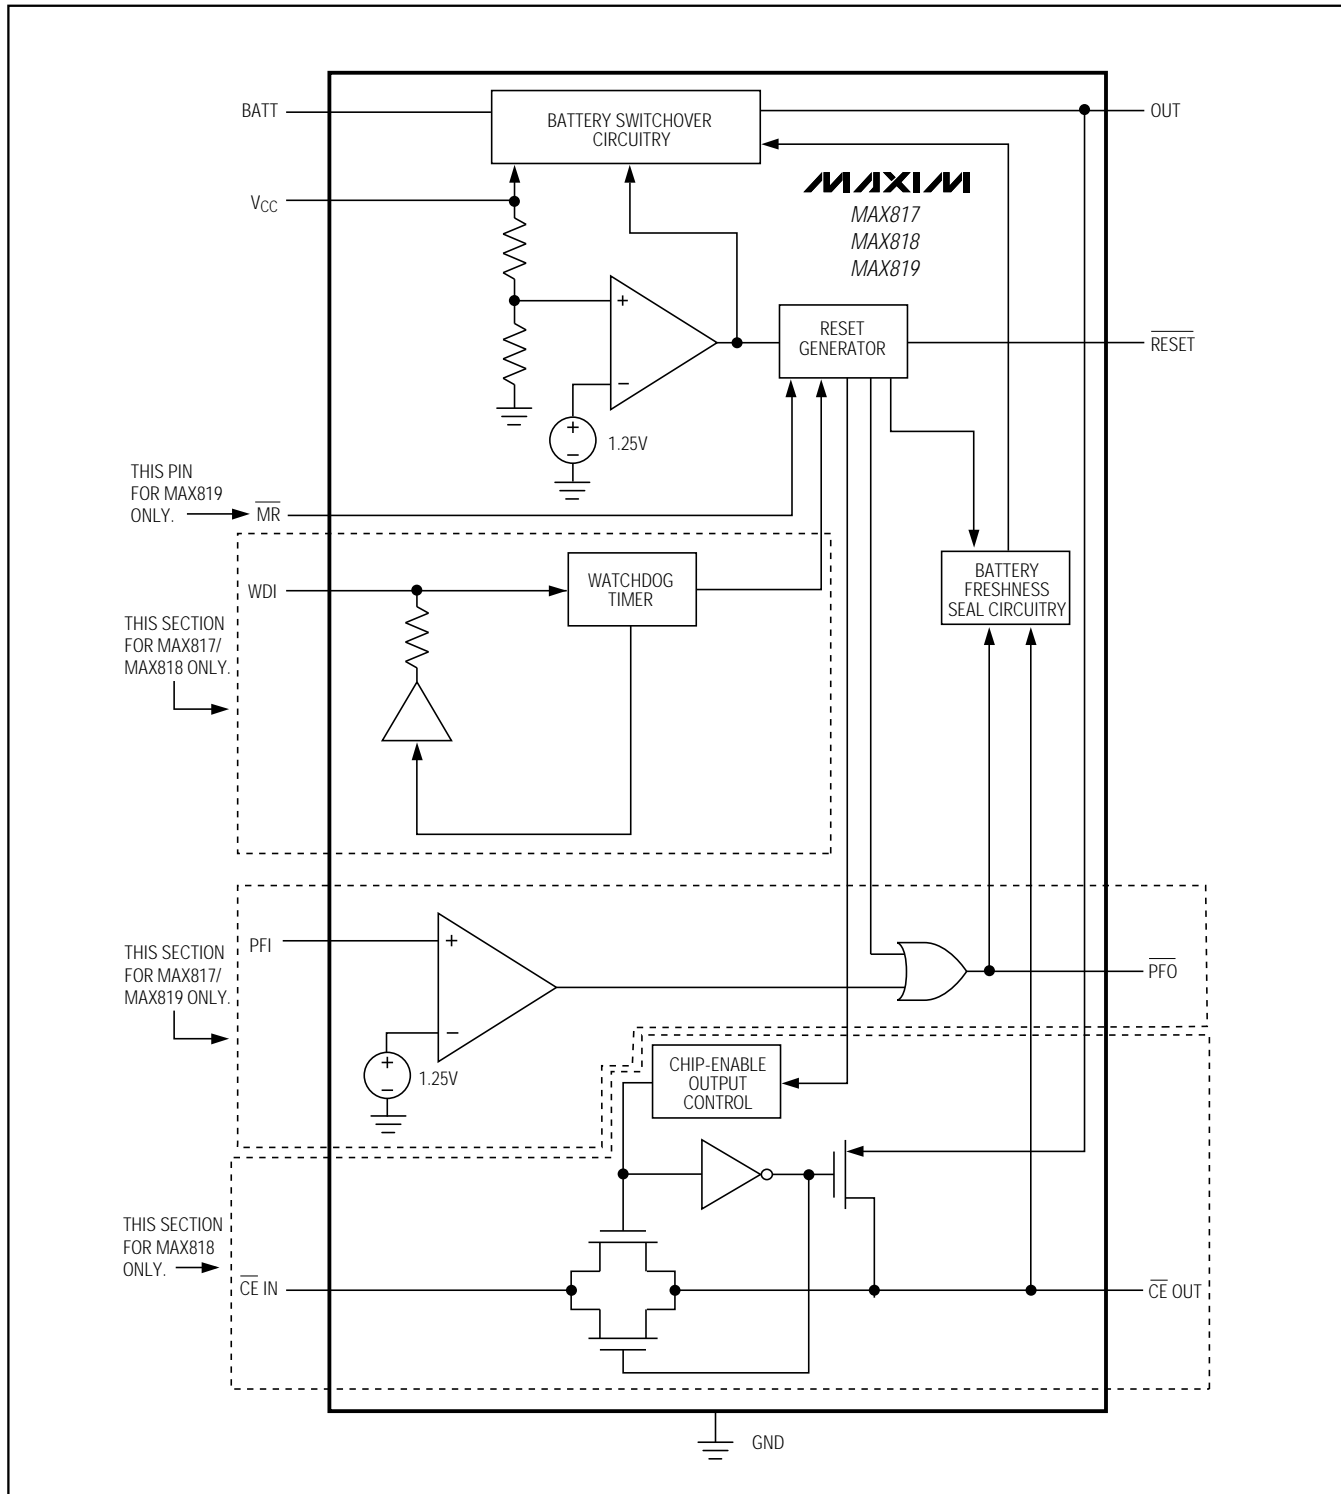 BATT
BATTERY SWITCHOVER
CIRCUITRY
OUT
VCC
MAXIM
MAX817
MAX818
MAX819
+
−
RESET
GENERATOR
RESET
+
−
1.25V
THIS PIN
FOR MAX819
ONLY.
MR
WDI
WATCHDOG
TIMER
BATTERY
FRESHNESS
SEAL CIRCUITRY
THIS SECTION
FOR MAX817/
MAX818 ONLY.
PFI
+
−
THIS SECTION
FOR MAX817/
MAX819 ONLY.
PFO
+
−
1.25V
CHIP-ENABLE
OUTPUT
CONTROL
THIS SECTION
FOR MAX818
ONLY.
CE IN
CE OUT
GND